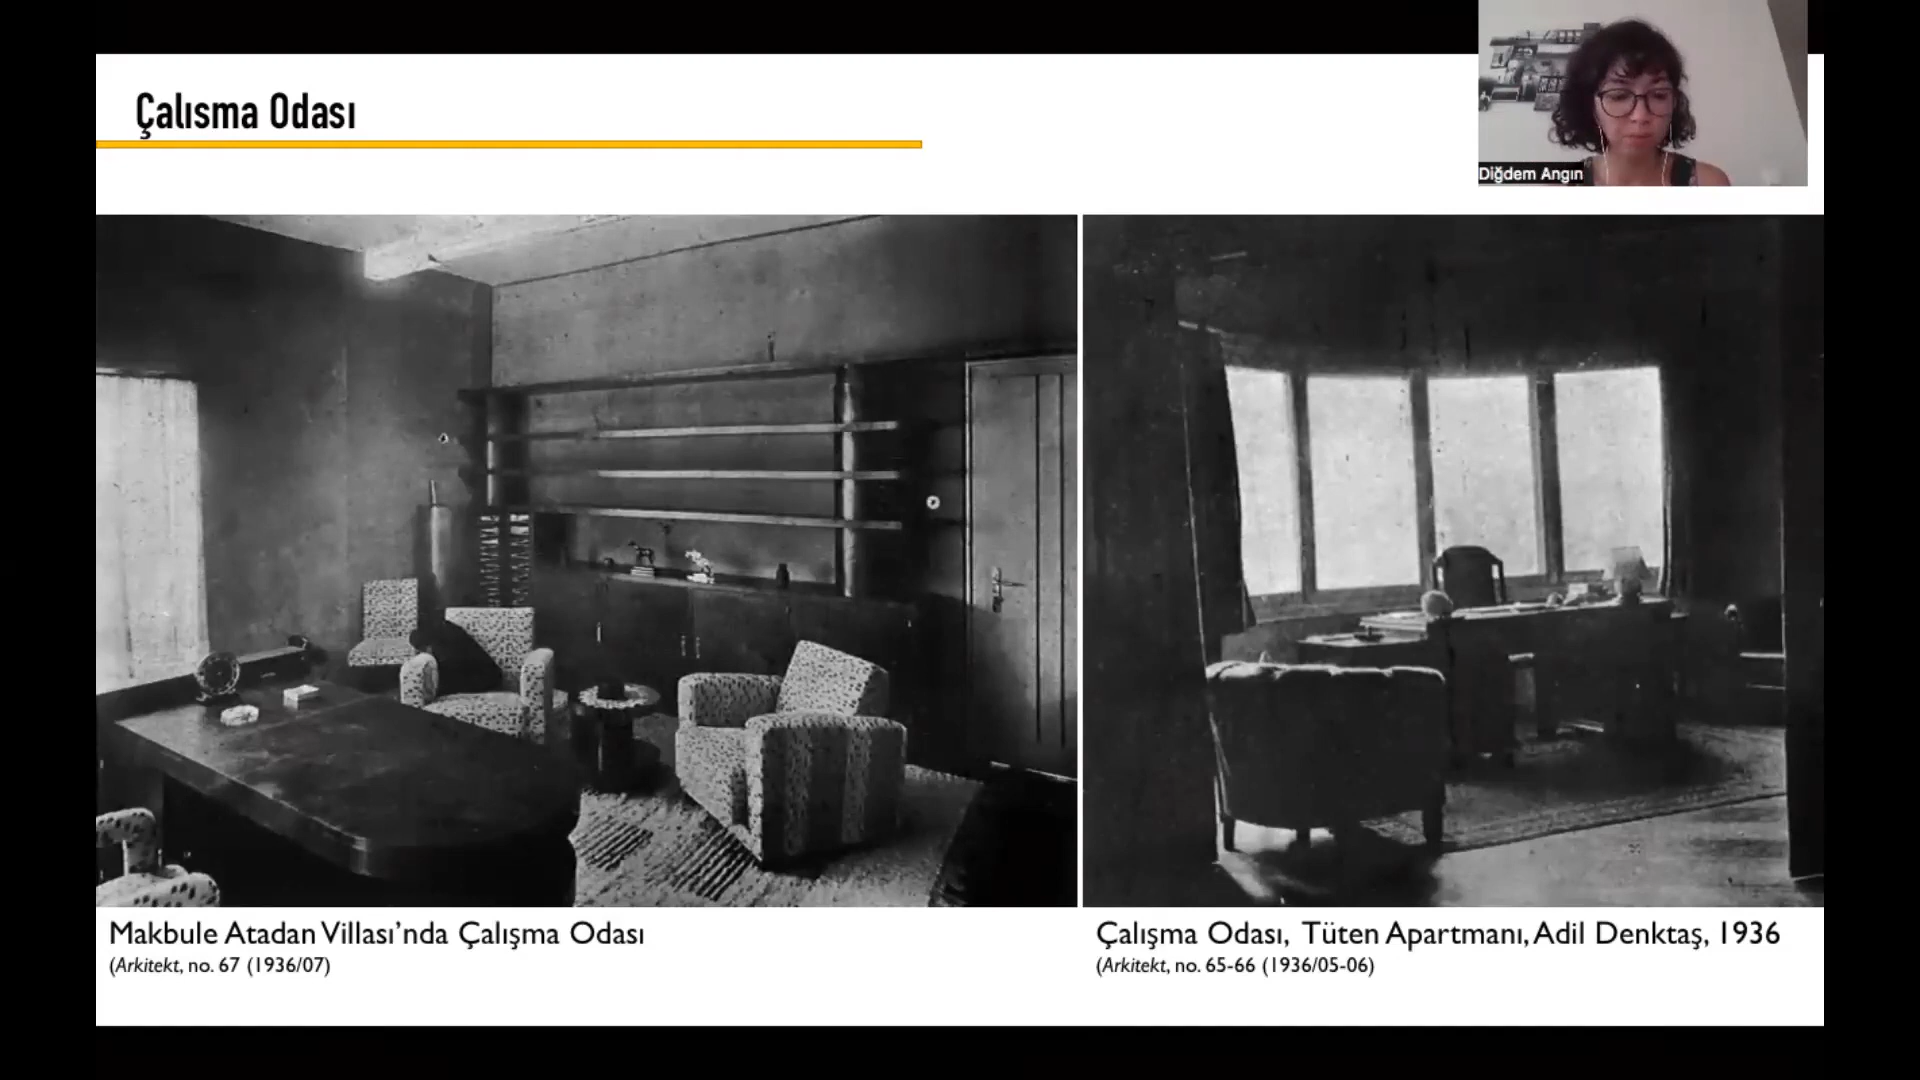 Çalısma Odası
Diğdem Angın
Makbule Atadan Villası’nda Çalışma Odası
(Arkitekt, no. 67 (1936/07)
Çalışma Odası, Tüten Apartmanı, Adil Denktaş, 1936
(Arkitekt, no. 65-66 (1936/05-06)